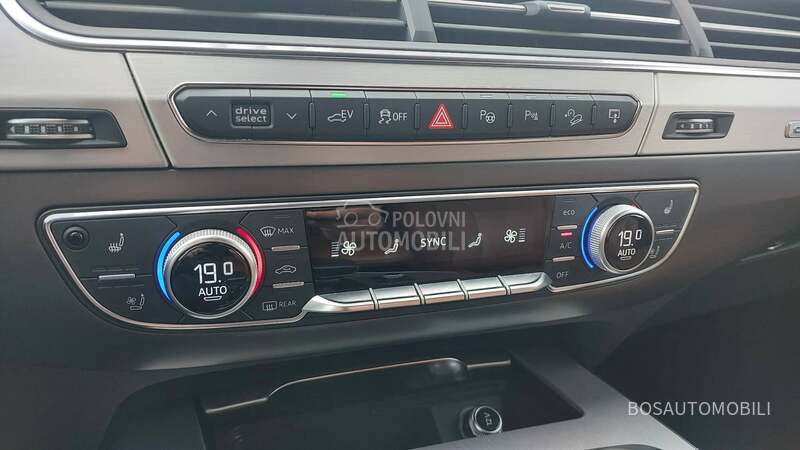 drive
select
EV
OFF
P
P
MAX
POLOVNI
AUTOMOBILI
SYNC
eco
19.0
AUTO
A/C
19.0
AUTO
OFF
REAR
BOSAUTOMOBILI